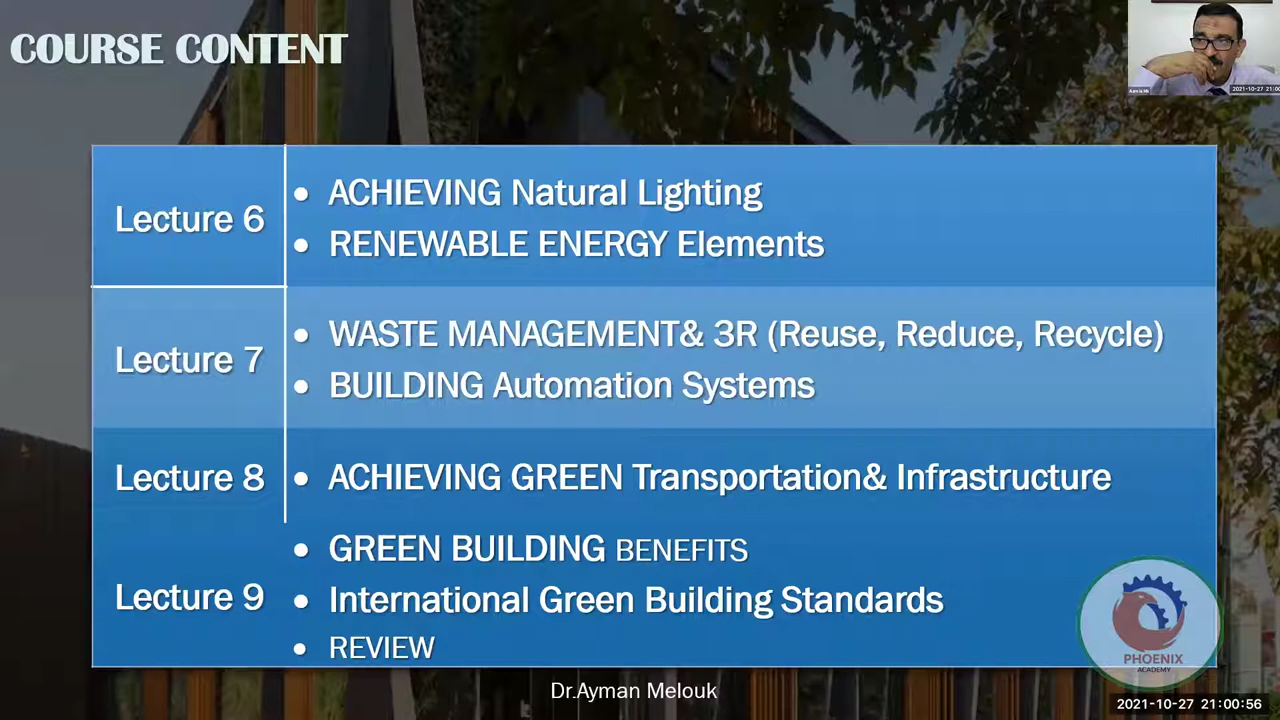 COURSE CONTENT
Lecture 6
• ACHIEVING Natural Lighting
• RENEWABLE ENERGY Elements
Lecture 7
• WASTE MANAGEMENT& 3R (Reuse, Reduce, Recycle)
• BUILDING Automation Systems
Lecture 8
• ACHIEVING GREEN Transportation& Infrastructure
Lecture 9
• GREEN BUILDING BENEFITS
• International Green Building Standards
• REVIEW
PHOENIX
ACADEMY
Dr.Ayman Melouk
2021-10-27 21:00:56